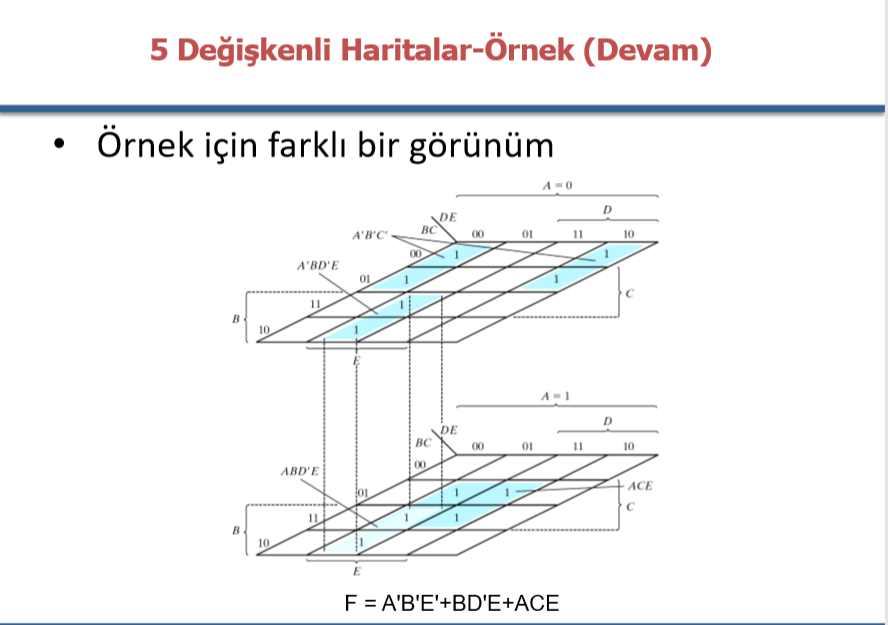 5 Değişkenli Haritalar-Örnek (Devam)
• Örnek için farklı bir görünüm
A = 0
DE
D
BC
A'B'C'
00 01 11 10
00 1 1
A'BD'E
01 1 1
C
11 1
B
10 1
E
A = 1
DE
D
BC
00 01 11 10
00
ABD'E
01 1 1 ACE
C
11 1 1
B
10 1
E
F = A'B'E'+BD'E+ACE